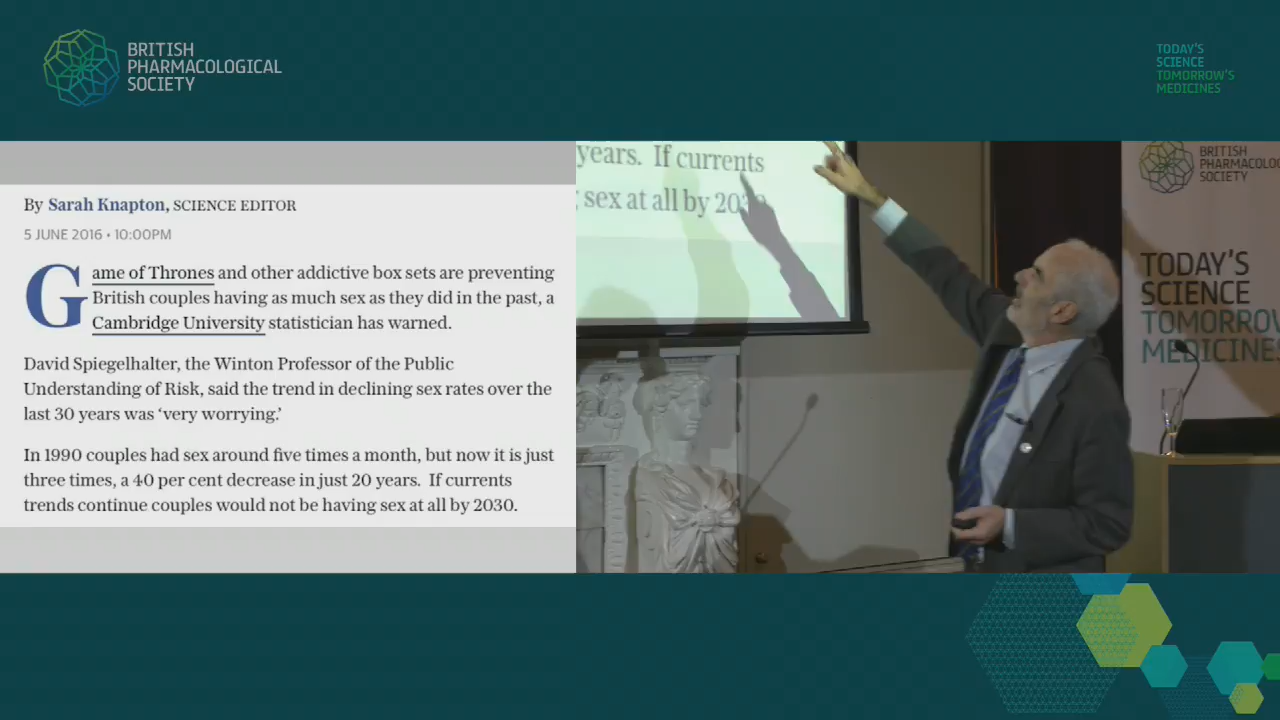 BRITISH
PHARMACOLOGICAL
SOCIETY
TODAY'S
SCIENCE
TOMORROW'S
MEDICINES
By Sarah Knapton, SCIENCE EDITOR
5 JUNE 2016 • 10:00PM
Game of Thrones and other addictive box sets are preventing
British couples having as much sex as they did in the past, a
Cambridge University statistician has warned.
David Spiegelhalter, the Winton Professor of the Public
Understanding of Risk, said the trend in declining sex rates over the
last 30 years was ‘very worrying.’
In 1990 couples had sex around five times a month, but now it is just
three times, a 40 per cent decrease in just 20 years.  If currents
trends continue couples would not be having sex at all by 2030.
years. If currents
sex at all by 2030
BRITISH
PHARMACOLOG
SOCIETY
TODAY'S
SCIENCE
TOMORROW
MEDICINES